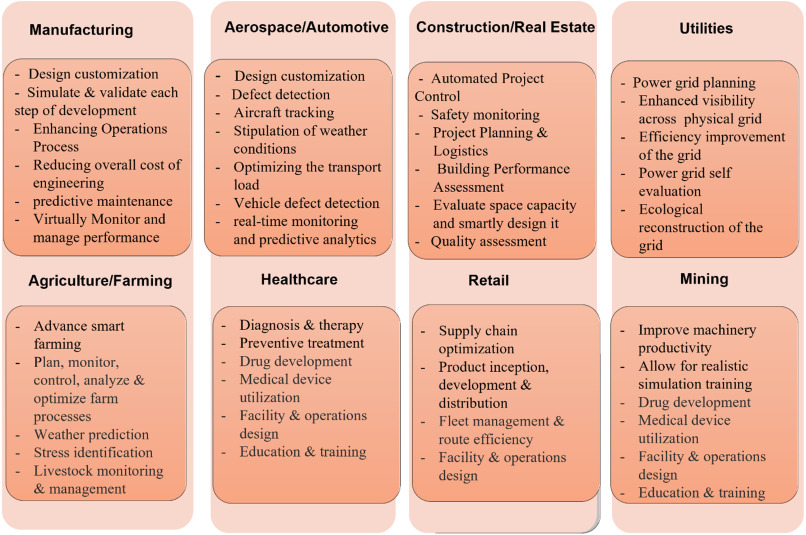 Manufacturing
- Design customization
- Simulate & validate each
step of development
- Enhancing Operations
Process
- Reducing overall cost of
engineering
- predictive maintenance
- Virtually Monitor and
manage performance
Aerospace/Automotive
- Design customization
- Defect detection
- Aircraft tracking
- Stipulation of weather
conditions
- Optimizing the transport
load
- Vehicle defect detection
- real-time monitoring
and predictive analytics
Construction/Real Estate
- Automated Project
Control
- Safety monitoring
- Project Planning &
Logistics
- Building Performance
Assessment
- Evaluate space capacity
and smartly design it
- Quality assessment
Utilities
- Power grid planning
- Enhanced visibility
across physical grid
- Efficiency improvement
of the grid
- Power grid self
evaluation
- Ecological
reconstruction of the
grid
Agriculture/Farming
- Advance smart
farming
- Plan, monitor,
control, analyze &
optimize farm
processes
- Weather prediction
- Stress identification
- Livestock monitoring
& management
Healthcare
- Diagnosis & therapy
- Preventive treatment
- Drug development
- Medical device
utilization
- Facility & operations
design
- Education & training
Retail
- Supply chain
optimization
- Product inception,
development &
distribution
- Fleet management &
route efficiency
- Facility & operations
design
Mining
- Improve machinery
productivity
- Allow for realistic
simulation training
- Drug development
- Medical device
utilization
- Facility & operations
design
- Education & training